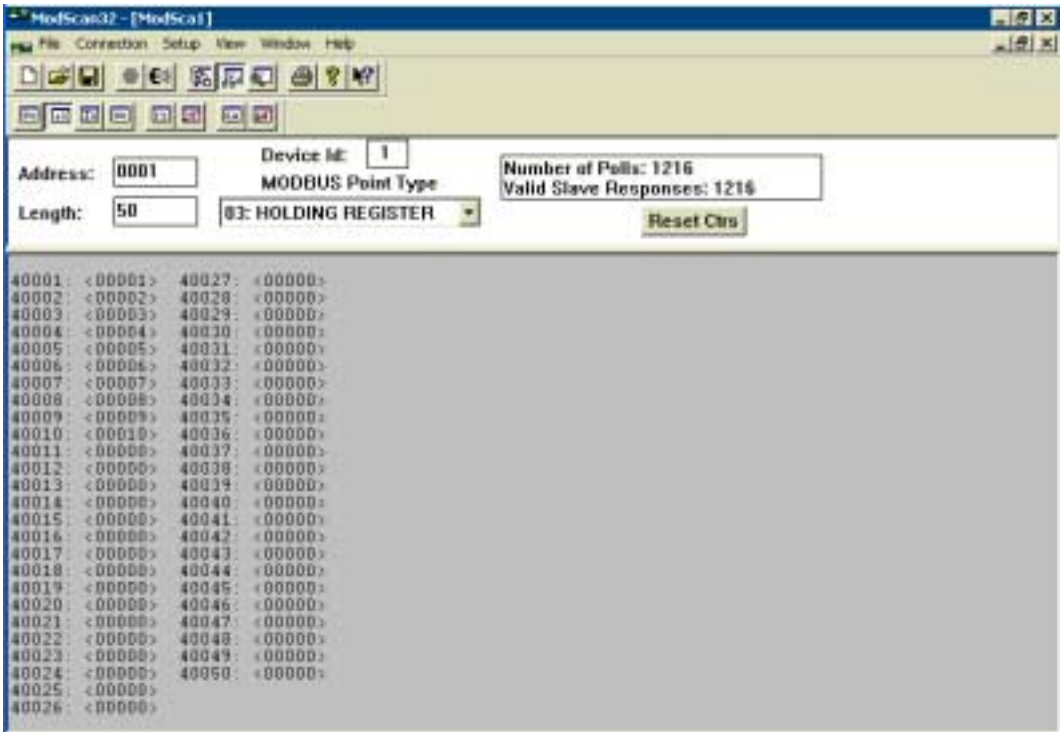 ModScan32 - [ModSca1]
File Connection Setup View Window Help
Address: 0001
Device Id: 1
MODBUS Point Type
Length: 50
03: HOLDING REGISTER
Number of Polls: 1216
Valid Slave Responses: 1216
Reset Ctrs
40001: <00001> 40027: <00000>
40002: <00002> 40028: <00000>
40003: <00003> 40029: <00000>
40004: <00004> 40030: <00000>
40005: <00005> 40031: <00000>
40006: <00006> 40032: <00000>
40007: <00007> 40033: <00000>
40008: <00008> 40034: <00000>
40009: <00009> 40035: <00000>
40010: <00010> 40036: <00000>
40011: <00000> 40037: <00000>
40012: <00000> 40038: <00000>
40013: <00000> 40039: <00000>
40014: <00000> 40040: <00000>
40015: <00000> 40041: <00000>
40016: <00000> 40042: <00000>
40017: <00000> 40043: <00000>
40018: <00000> 40044: <00000>
40019: <00000> 40045: <00000>
40020: <00000> 40046: <00000>
40021: <00000> 40047: <00000>
40022: <00000> 40048: <00000>
40023: <00000> 40049: <00000>
40024: <00000> 40050: <00000>
40025: <00000>
40026: <00000>